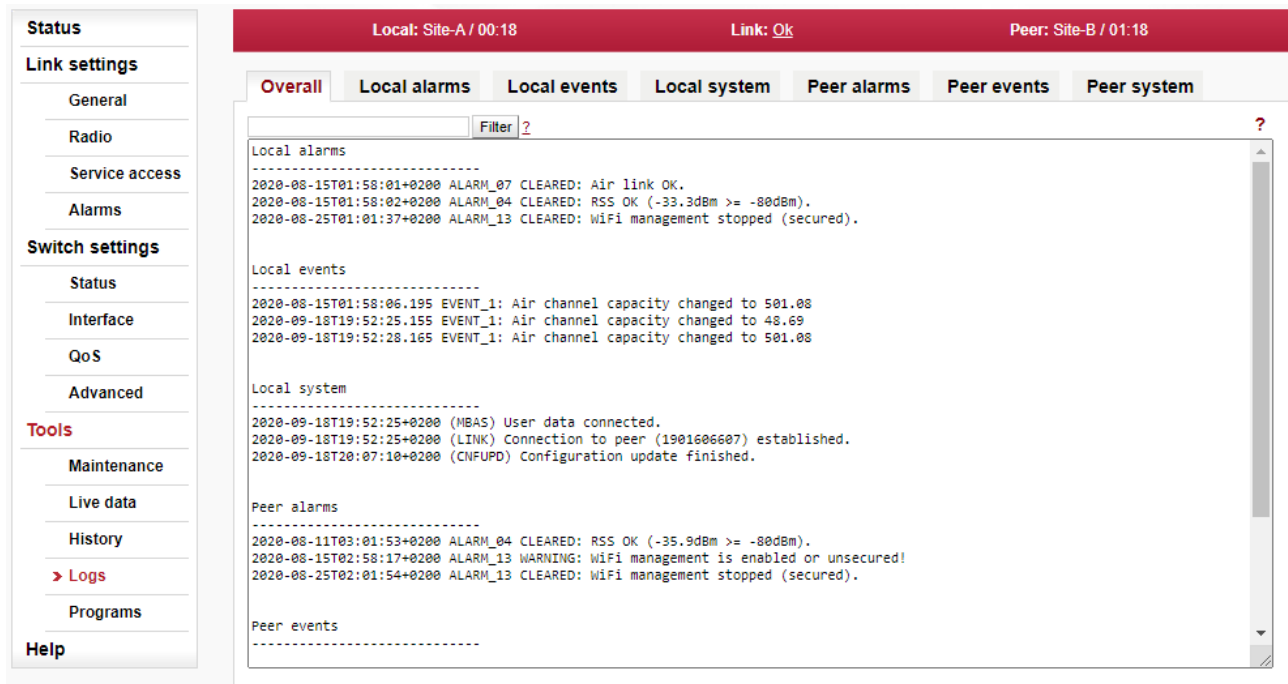 Status
Link settings
General
Radio
Service access
Alarms
Switch settings
Status
Interface
QoS
Advanced
Tools
Maintenance
Live data
History
> Logs
Programs
Help
Local: Site-A / 00:18 Link: Ok Peer: Site-B / 01:18
Overall Local alarms Local events Local system Peer alarms Peer events Peer system
Filter ? ?
Local alarms
-----------------------------
2020-08-15T01:58:01+0200 ALARM_07 CLEARED: Air link OK.
2020-08-15T01:58:02+0200 ALARM_04 CLEARED: RSS OK (-33.3dBm >= -80dBm).
2020-08-25T01:01:37+0200 ALARM_13 CLEARED: WiFi management stopped (secured).
Local events
-----------------------------
2020-08-15T01:58:06.195 EVENT_1: Air channel capacity changed to 501.08
2020-09-18T19:52:25.155 EVENT_1: Air channel capacity changed to 48.69
2020-09-18T19:52:28.165 EVENT_1: Air channel capacity changed to 501.08
Local system
-----------------------------
2020-09-18T19:52:25+0200 (MBAS) User data connected.
2020-09-18T19:52:25+0200 (LINK) Connection to peer (1901606607) established.
2020-09-18T20:07:10+0200 (CNFUPD) Configuration update finished.
Peer alarms
-----------------------------
2020-08-11T03:01:53+0200 ALARM_04 CLEARED: RSS OK (-35.9dBm >= -80dBm).
2020-08-15T02:58:17+0200 ALARM_13 WARNING: WiFi management is enabled or unsecured!
2020-08-25T02:01:54+0200 ALARM_13 CLEARED: WiFi management stopped (secured).
Peer events
-----------------------------